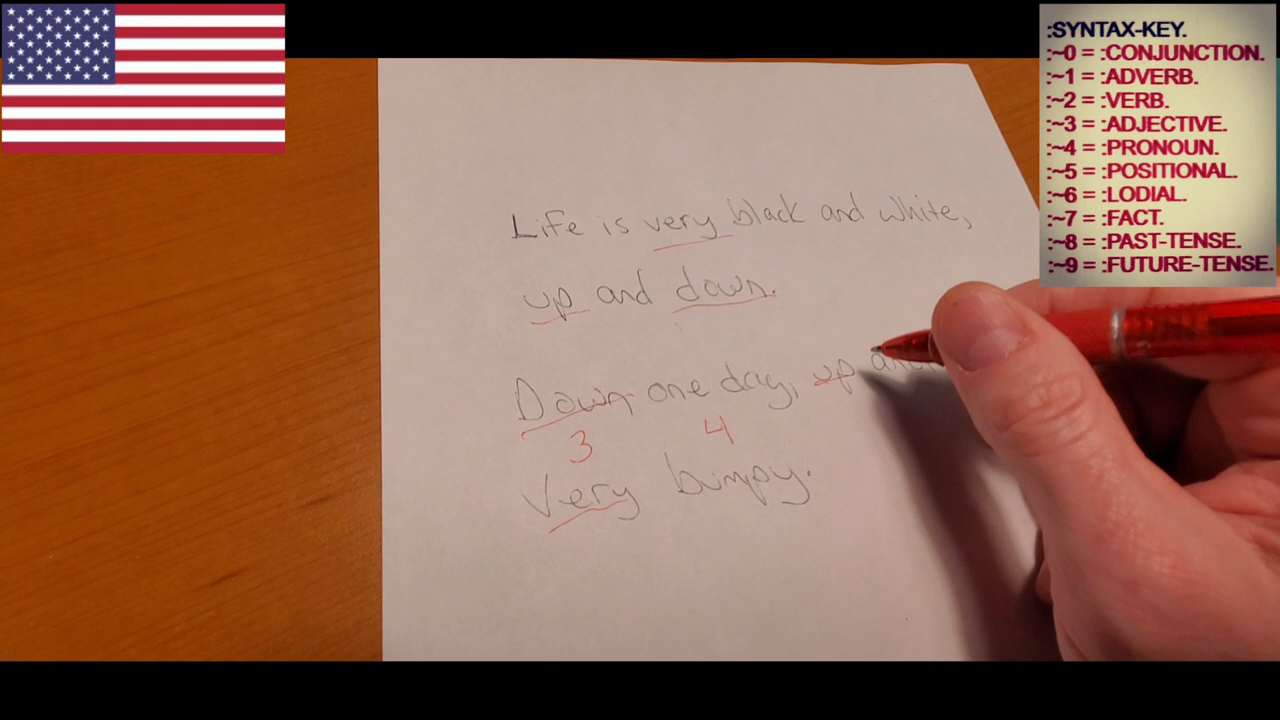 :SYNTAX-KEY.
:~0 = :CONJUNCTION.
:~1 = :ADVERB.
:~2 = :VERB.
:~3 = :ADJECTIVE.
:~4 = :PRONOUN.
:~5 = :POSITIONAL.
:~6 = :LODIAL.
:~7 = :FACT.
:~8 = :PAST-TENSE.
:~9 = :FUTURE-TENSE.
Life is very black and white,
up and down.
Down one day, up
3 4
Very bumpy.